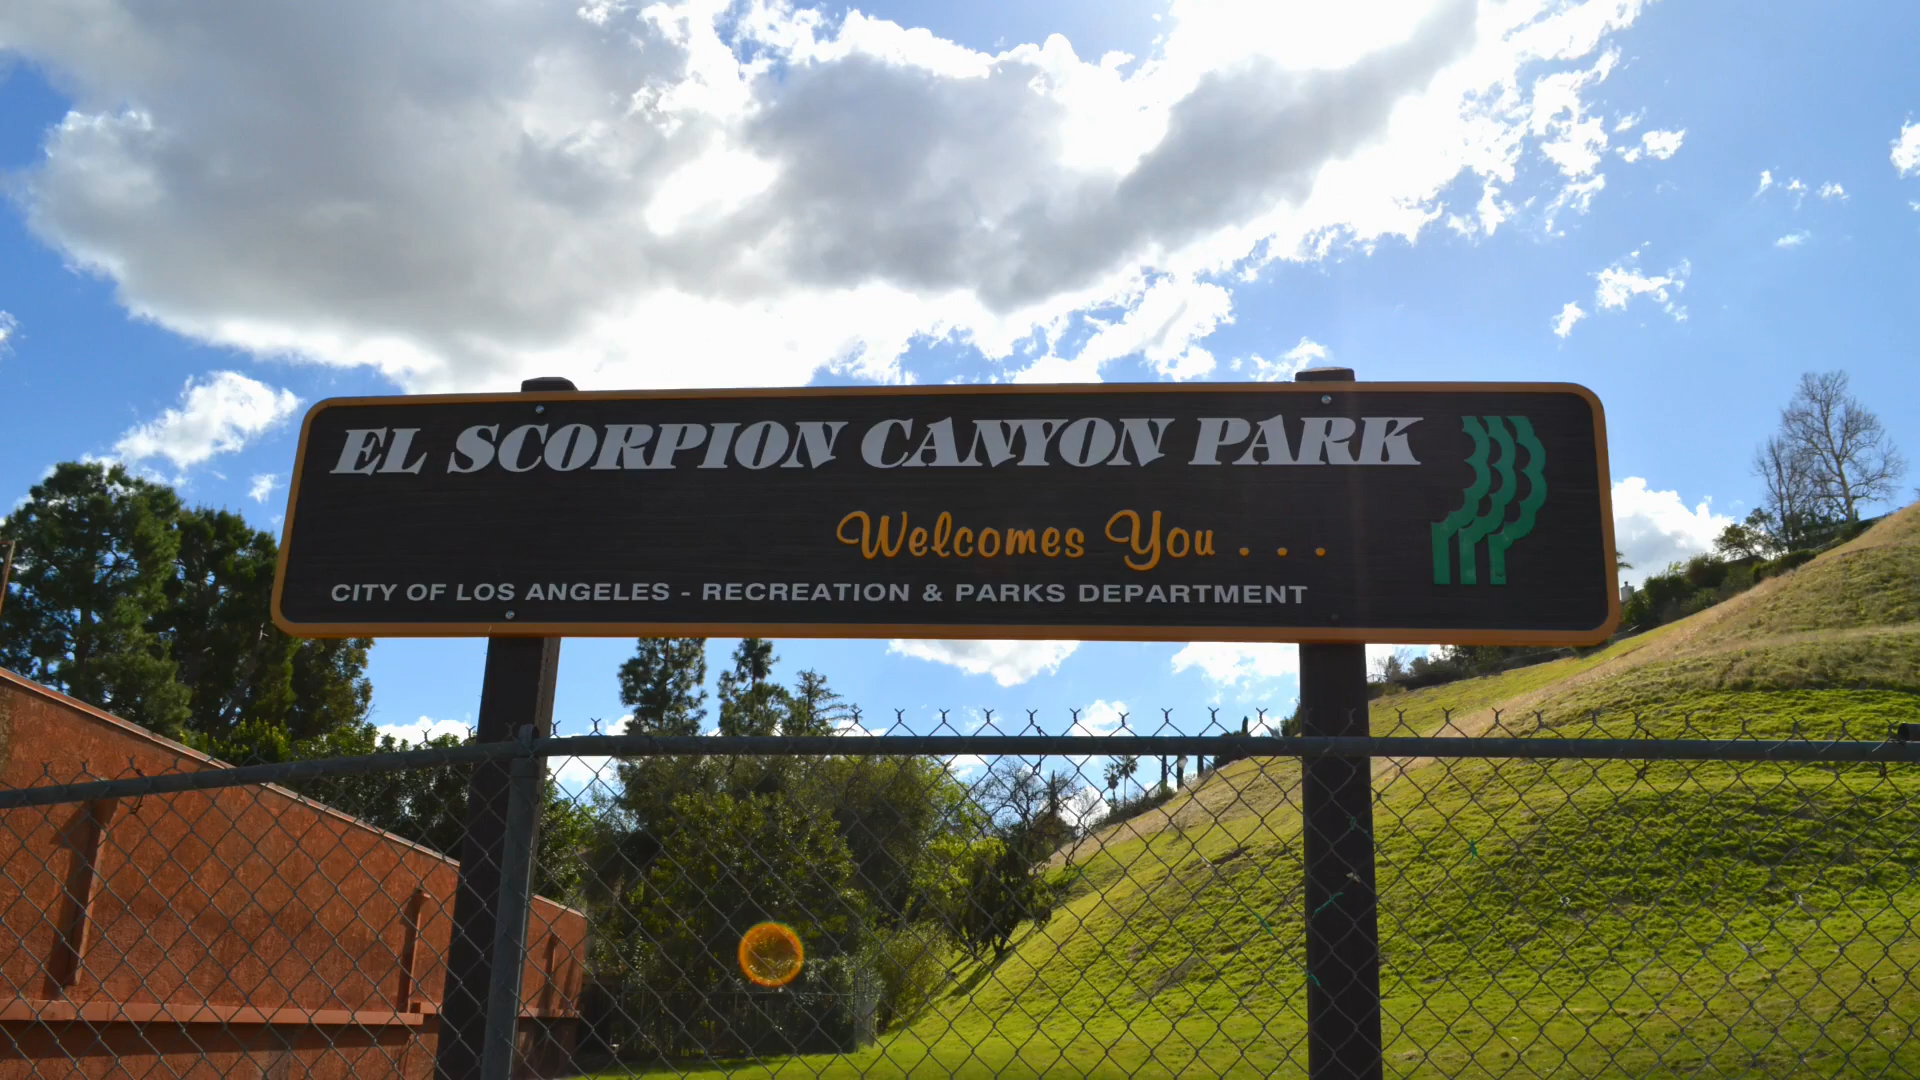 EL SCORPION CANYON PARK
Welcomes You . . .
CITY OF LOS ANGELES - RECREATION & PARKS DEPARTMENT